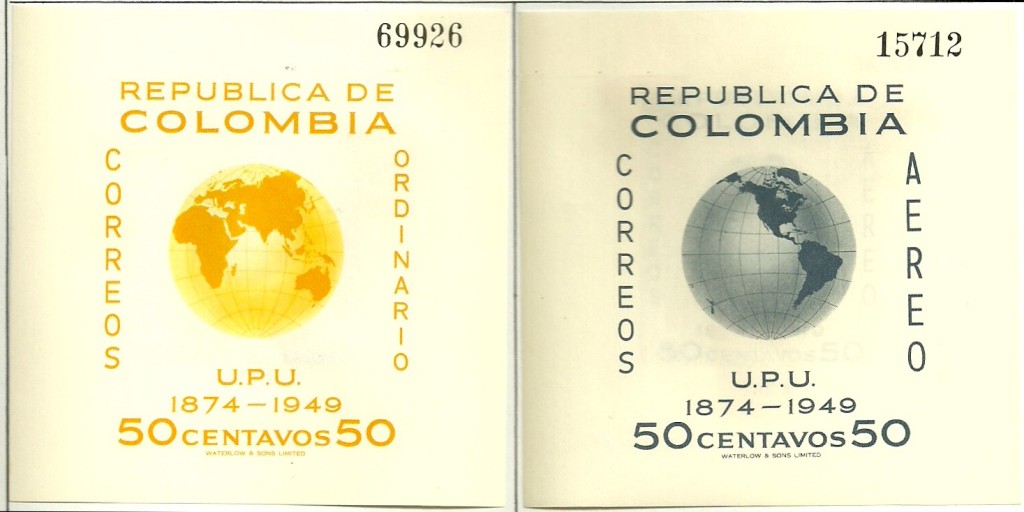 69926
REPUBLICA DE
COLOMBIA
CORREOS
ORDINARIO
U.P.U.
1874-1949
50 CENTAVOS 50
WATERLOW & SONS LIMITED
15712
REPUBLICA DE
COLOMBIA
CORREOS
AEREO
U.P.U.
1874-1949
50 CENTAVOS 50
WATERLOW & SONS LIMITED